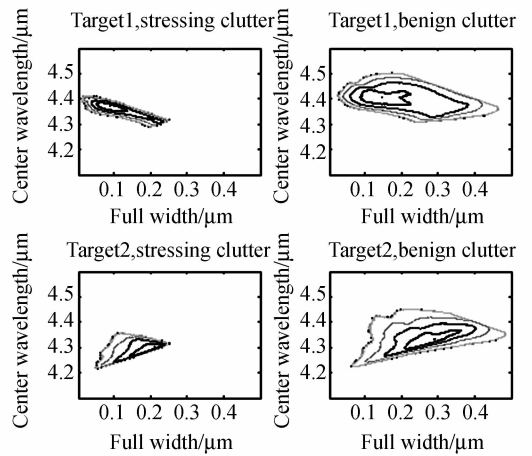 Target1,stressing clutter
Target1,benign clutter
Center wavelength/μm
4.5
4.4
4.3
4.2
0.1 0.2 0.3 0.4
Full width/μm
Center wavelength/μm
4.5
4.4
4.3
4.2
0.1 0.2 0.3 0.4
Full width/μm
Target2,stressing clutter
Target2,benign clutter
Center wavelength/μm
4.5
4.4
4.3
4.2
0.1 0.2 0.3 0.4
Full width/μm
Center wavelength/μm
4.5
4.4
4.3
4.2
0.1 0.2 0.3 0.4
Full width/μm